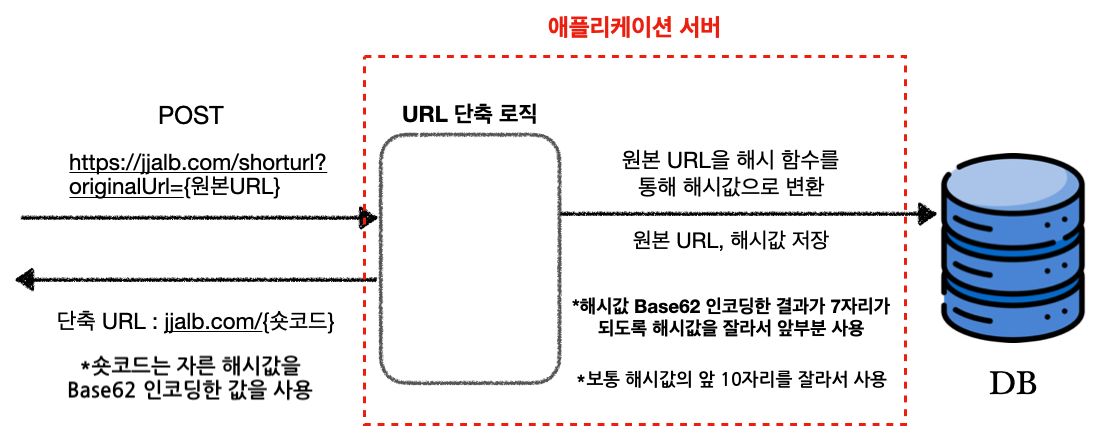 애플리케이션 서버
POST
https://jjalb.com/shorturl?
originalUrl={원본URL}
단축 URL : jjalb.com/{숏코드}
*숏코드는 자른 해시값을
Base62 인코딩한 값을 사용
URL 단축 로직
원본 URL을 해시 함수를
통해 해시값으로 변환
원본 URL, 해시값 저장
*해시값 Base62 인코딩한 결과가 7자리가
되도록 해시값을 잘라서 앞부분 사용
*보통 해시값의 앞 10자리를 잘라서 사용
DB